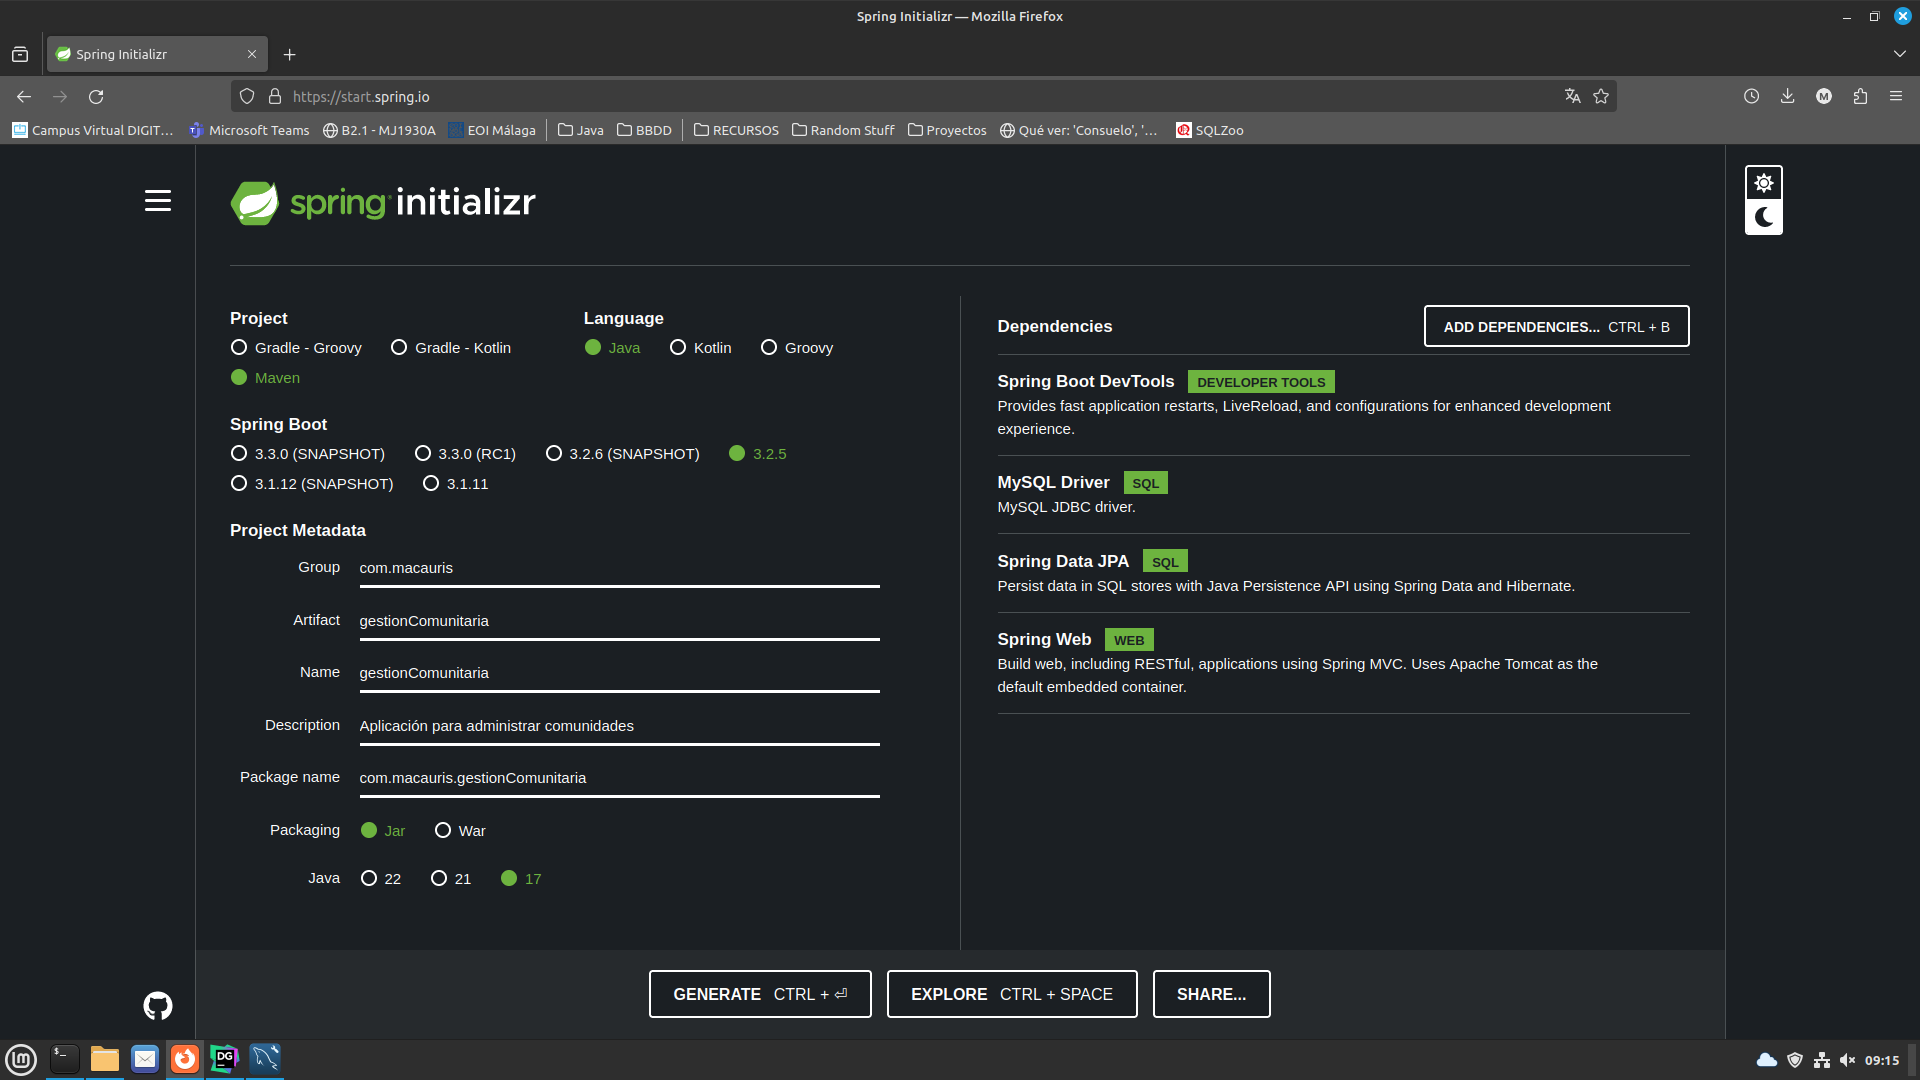 Spring Initializr — Mozilla Firefox
Spring Initializr
https://start.spring.io
Campus Virtual DIGIT… Microsoft Teams B2.1 - MJ1930A EOI Málaga Java BBDD RECURSOS Random Stuff Proyectos Qué ver: 'Consuelo', '… SQLZoo
spring initializr
Project
Gradle - Groovy Gradle - Kotlin
Maven
Language
Java Kotlin Groovy
Spring Boot
3.3.0 (SNAPSHOT) 3.3.0 (RC1) 3.2.6 (SNAPSHOT) 3.2.5
3.1.12 (SNAPSHOT) 3.1.11
Project Metadata
Group com.macauris
Artifact gestionComunitaria
Name gestionComunitaria
Description Aplicación para administrar comunidades
Package name com.macauris.gestionComunitaria
Packaging Jar War
Java 22 21 17
Dependencies ADD DEPENDENCIES... CTRL + B
Spring Boot DevTools DEVELOPER TOOLS
Provides fast application restarts, LiveReload, and configurations for enhanced development
experience.
MySQL Driver SQL
MySQL JDBC driver.
Spring Data JPA SQL
Persist data in SQL stores with Java Persistence API using Spring Data and Hibernate.
Spring Web WEB
Build web, including RESTful, applications using Spring MVC. Uses Apache Tomcat as the
default embedded container.
GENERATE CTRL + ⏎ EXPLORE CTRL + SPACE SHARE...
DG
09:15